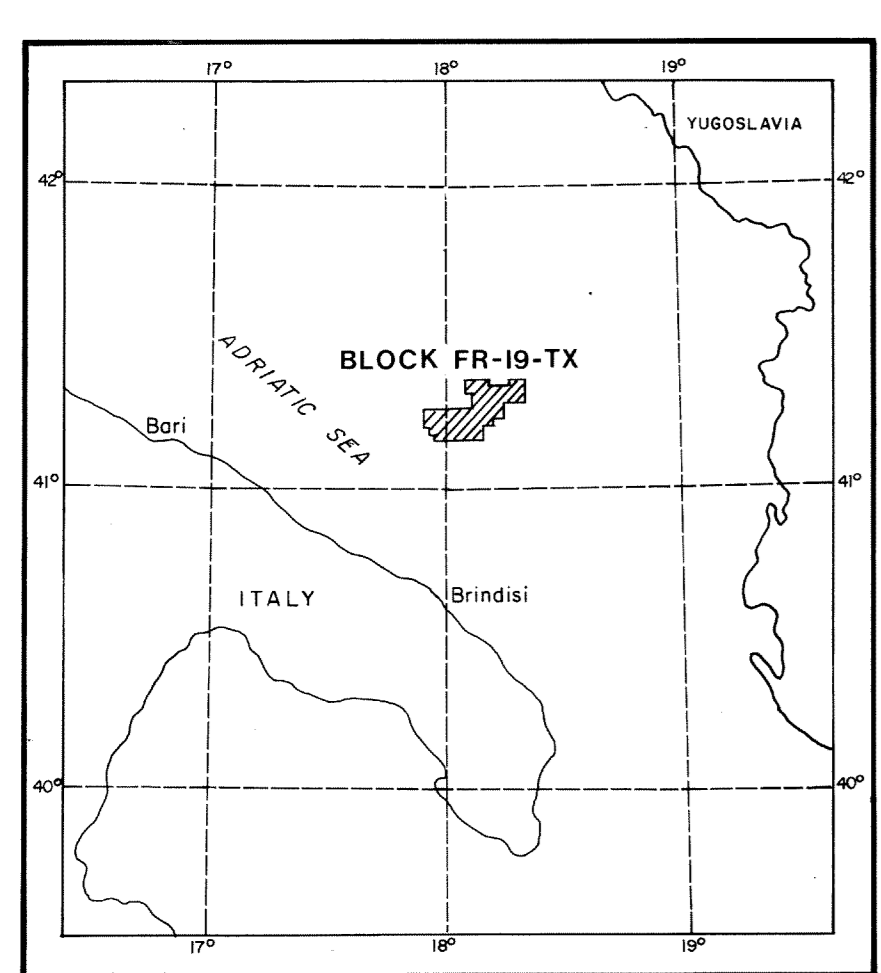 17° 18° 19°
YUGOSLAVIA
42° 42°
ADRIATIC SEA
BLOCK FR-19-TX
Bari
41° 41°
ITALY
Brindisi
40° 40°
17° 18° 19°